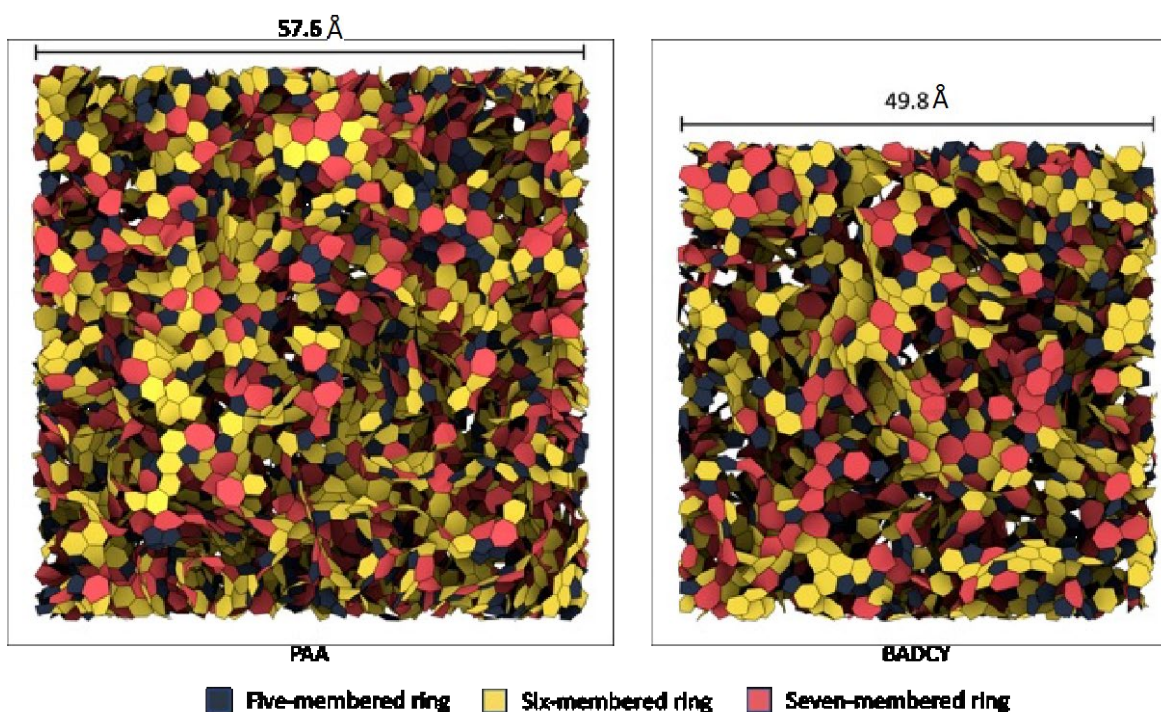 57.6 Å
49.8 Å
PAA
BADCY
Five-membered ring
Six-membered ring
Seven-membered ring